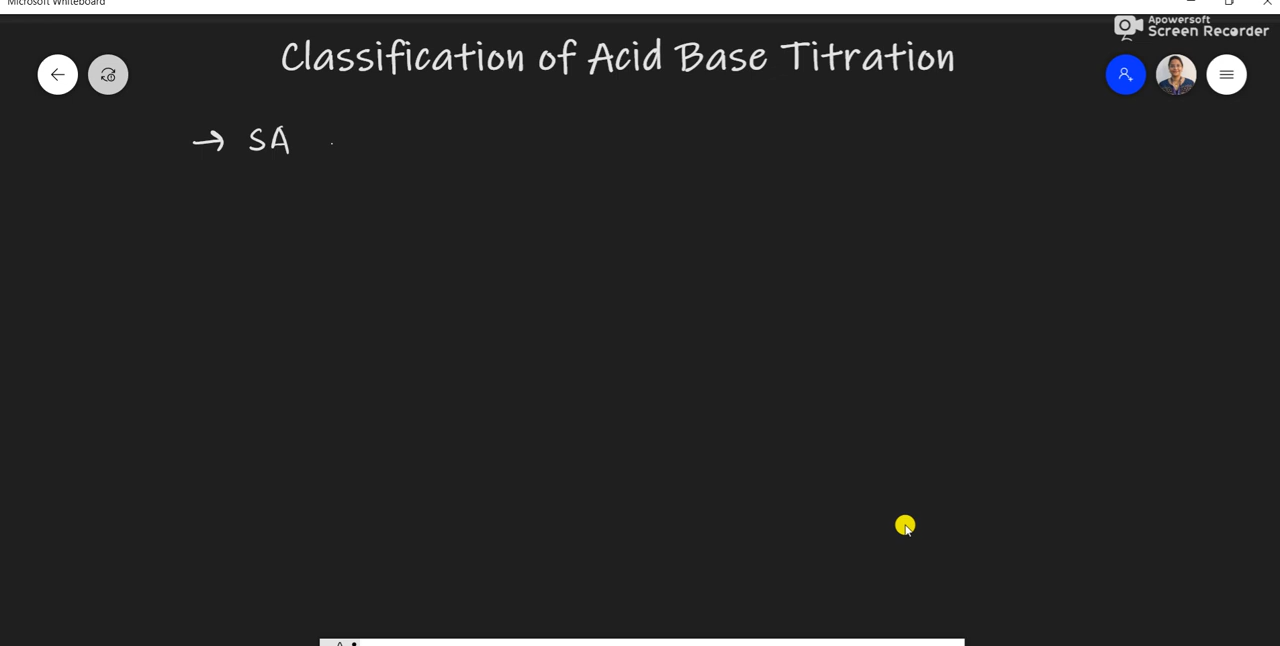 Microsoft Whiteboard
Apowersoft
Screen Recorder
Classification of Acid Base Titration
→ SA